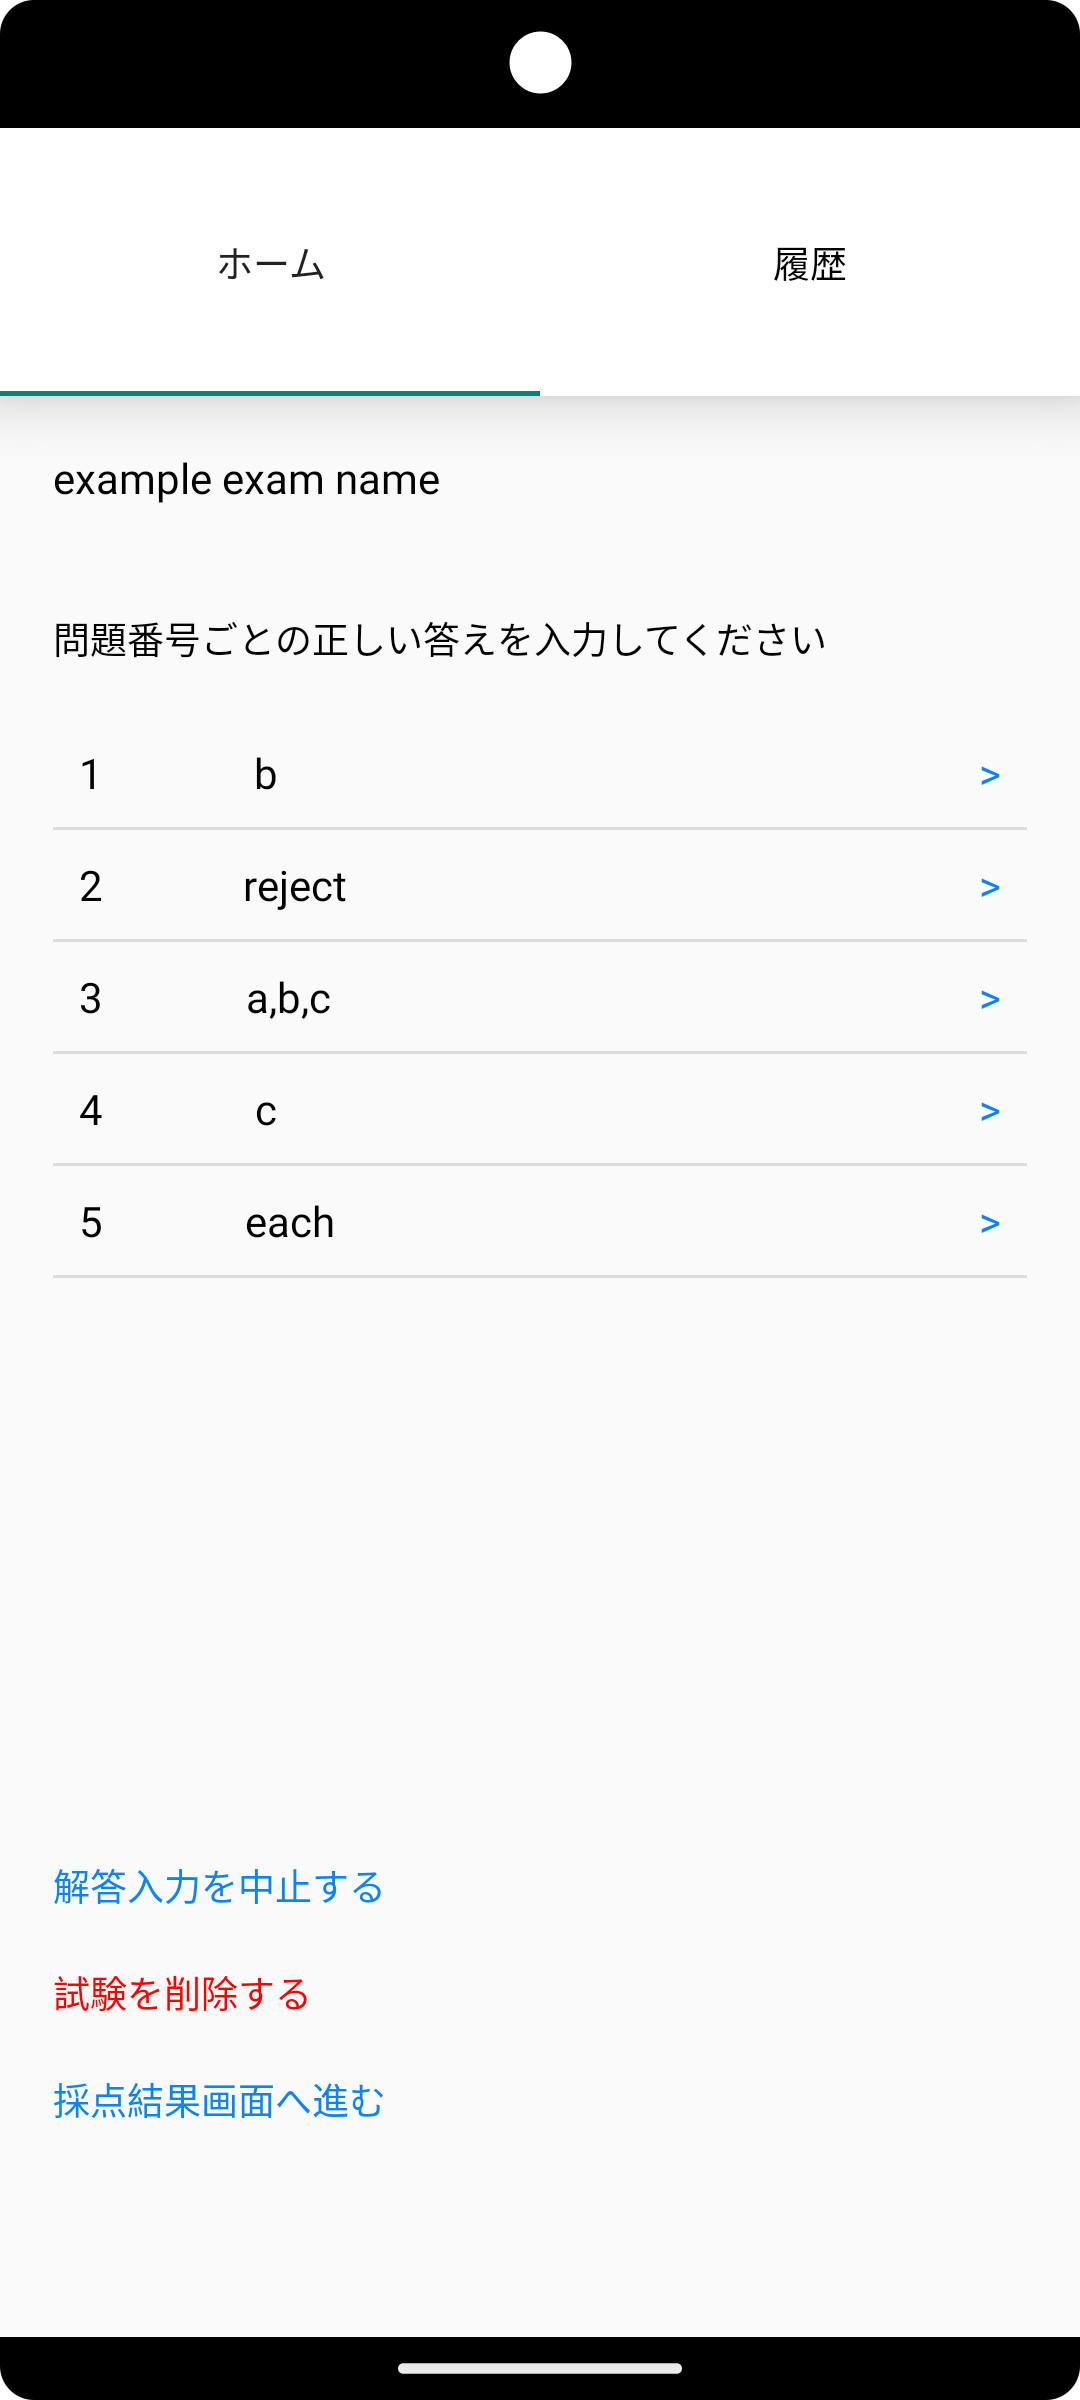 ホーム 履歴
example exam name
問題番号ごとの正しい答えを入力してください
1 b >
2 reject >
3 a,b,c >
4 c >
5 each >
解答入力を中止する
試験を削除する
採点結果画面へ進む